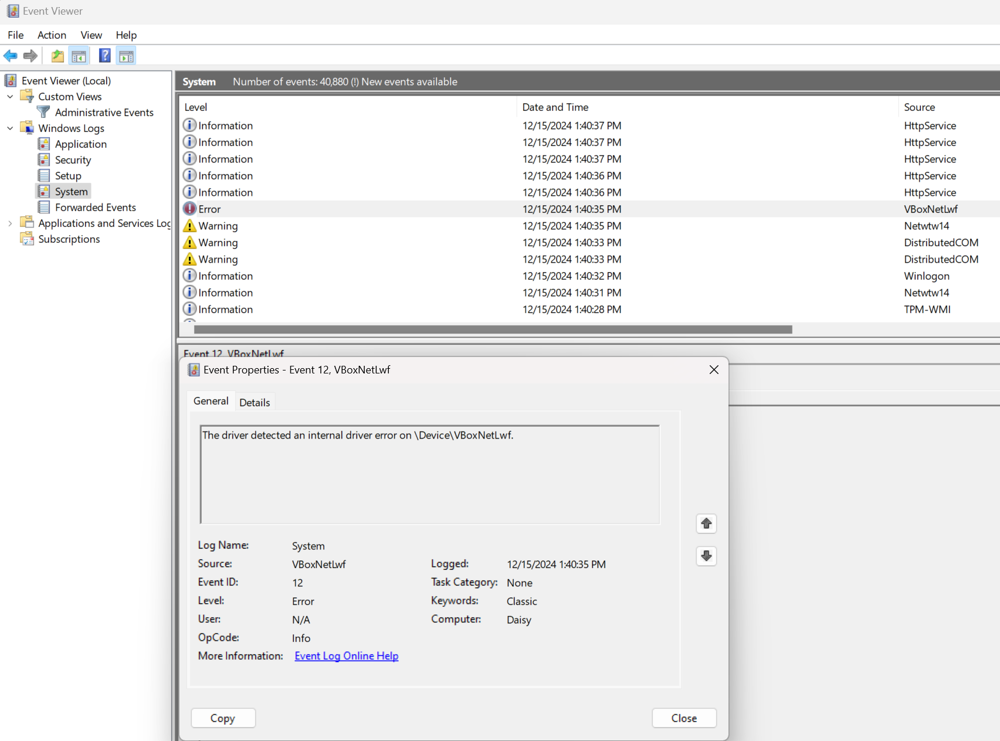 Event Viewer
File Action View Help
Event Viewer (Local)
Custom Views
Administrative Events
Windows Logs
Application
Security
Setup
System
Forwarded Events
Applications and Services Log
Subscriptions
System Number of events: 40,880 (!) New events available
Level Date and Time Source
Information 12/15/2024 1:40:37 PM HttpService
Information 12/15/2024 1:40:37 PM HttpService
Information 12/15/2024 1:40:37 PM HttpService
Information 12/15/2024 1:40:36 PM HttpService
Information 12/15/2024 1:40:36 PM HttpService
Error 12/15/2024 1:40:35 PM VBoxNetLwf
Warning 12/15/2024 1:40:35 PM Netwtw14
Warning 12/15/2024 1:40:33 PM DistributedCOM
Warning 12/15/2024 1:40:33 PM DistributedCOM
Information 12/15/2024 1:40:32 PM Winlogon
Information 12/15/2024 1:40:31 PM Netwtw14
Information 12/15/2024 1:40:28 PM TPM-WMI
Event 12, VBoxNetLwf
Event Properties - Event 12, VBoxNetLwf
General Details
The driver detected an internal driver error on \Device\VBoxNetLwf.
Log Name: System
Source: VBoxNetLwf Logged: 12/15/2024 1:40:35 PM
Event ID: 12 Task Category: None
Level: Error Keywords: Classic
User: N/A Computer: Daisy
OpCode: Info
More Information: Event Log Online Help
Copy Close